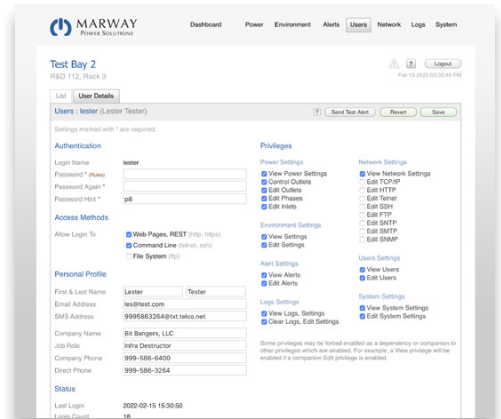 MARWAY
POWER SOLUTIONS
Dashboard Power Environment Alerts Users Network Logs System
Test Bay 2
? Logout
R&D 112, Rack 3
Feb 15 2022 03:32:46 PM
List User Details
Users : lester (Lester Tester)
? Send Test Alert Revert Save
Settings marked with * are required.
Authentication
Login Name lester
Password * (Rules)
Password Again *
Password Hint * p8
Access Methods
Allow Login To Web Pages, REST (http, https)
Command Line (telnet, ssh)
File System (ftp)
Personal Profile
First & Last Name Lester Tester
Email Address les@test.com
SMS Address 9995863264@txt.telco.net
Company Name Bit Bangers, LLC
Job Role Infra Destructor
Company Phone 999-586-6400
Direct Phone 999-586-3264
Status
Last Login 2022-02-15 15:30:50
Login Count 18
Privileges
Power Settings
View Power Settings
Control Outlets
Edit Outlets
Edit Phases
Edit Inlets
Environment Settings
View Settings
Edit Settings
Alert Settings
View Alerts
Edit Alerts
Logs Settings
View Logs, Settings
Clear Logs, Edit Settings
Network Settings
View Network Settings
Edit TCP/IP
Edit HTTP
Edit Telnet
Edit SSH
Edit FTP
Edit SNTP
Edit SMTP
Edit SNMP
Users Settings
View Users
Edit Users
System Settings
View System Settings
Edit System Settings
Some privileges may be forced enabled as a dependency or companion to
other privileges which are enabled. For example, a View privilege will be
enabled if a companion Edit privilege is enabled.